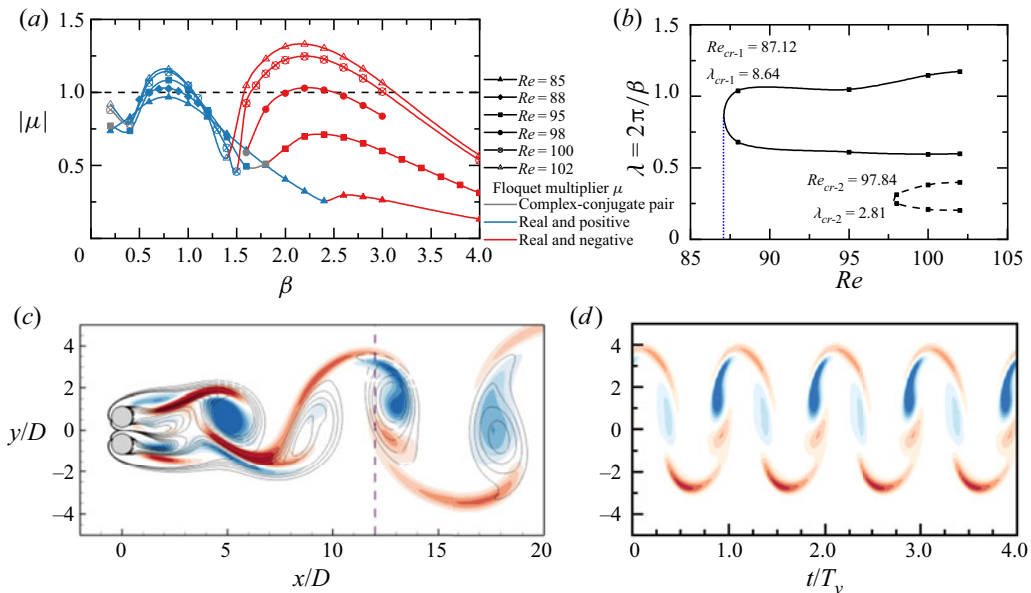 (a)
1.5
1.0
|μ|
0.5
0 0.5 1.0 1.5 2.0 2.5 3.0 3.5 4.0
β
Re = 85
Re = 88
Re = 95
Re = 98
Re = 100
Re = 102
Floquet multiplier μ
Complex-conjugate pair
Real and positive
Real and negative
(b)
1.5
1.0
0.5
0
λ = 2π/β
Re_cr-1 = 87.12
λ_cr-1 = 8.64
Re_cr-2 = 97.84
λ_cr-2 = 2.81
85 90 95 100 105
Re
(c)
4
2
y/D 0
−2
−4
0 5 10 15 20
x/D
(d)
4
2
0
−2
−4
0 1.0 2.0 3.0 4.0
t/T_v